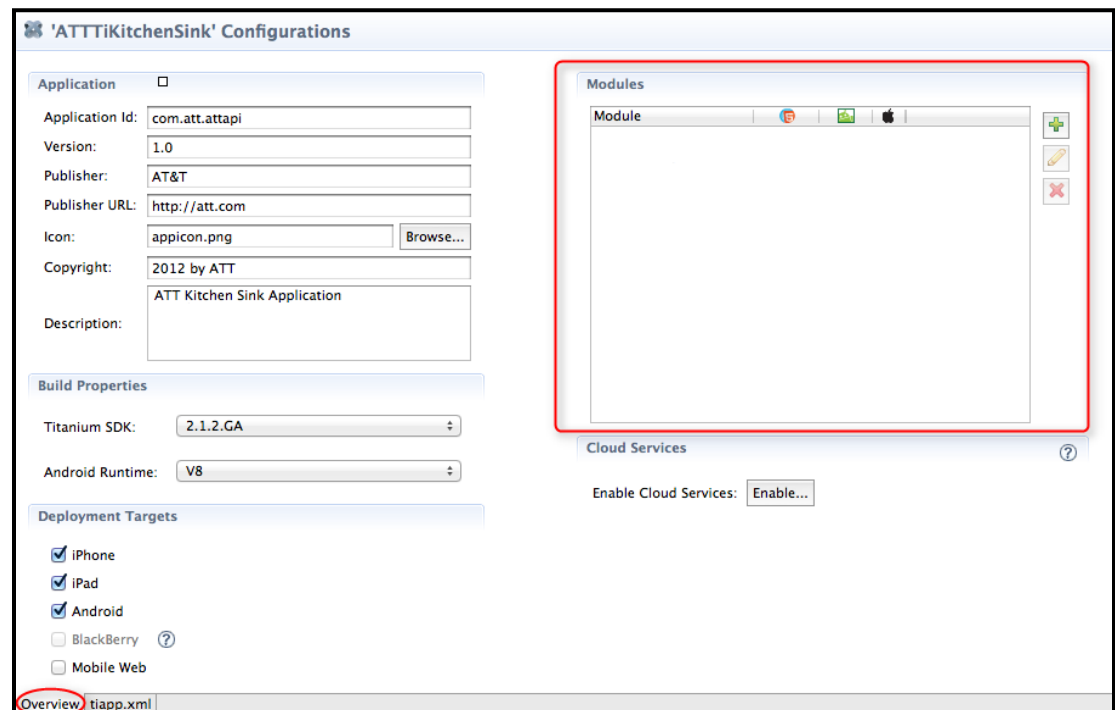 'ATTTiKitchenSink' Configurations
Application
Application Id: com.att.attapi
Version: 1.0
Publisher: AT&T
Publisher URL: http://att.com
Icon: appicon.png Browse...
Copyright: 2012 by ATT
Description: ATT Kitchen Sink Application
Build Properties
Titanium SDK: 2.1.2.GA
Android Runtime: V8
Deployment Targets
iPhone
iPad
Android
BlackBerry ?
Mobile Web
Modules
Module
Cloud Services ?
Enable Cloud Services: Enable...
Overview tiapp.xml